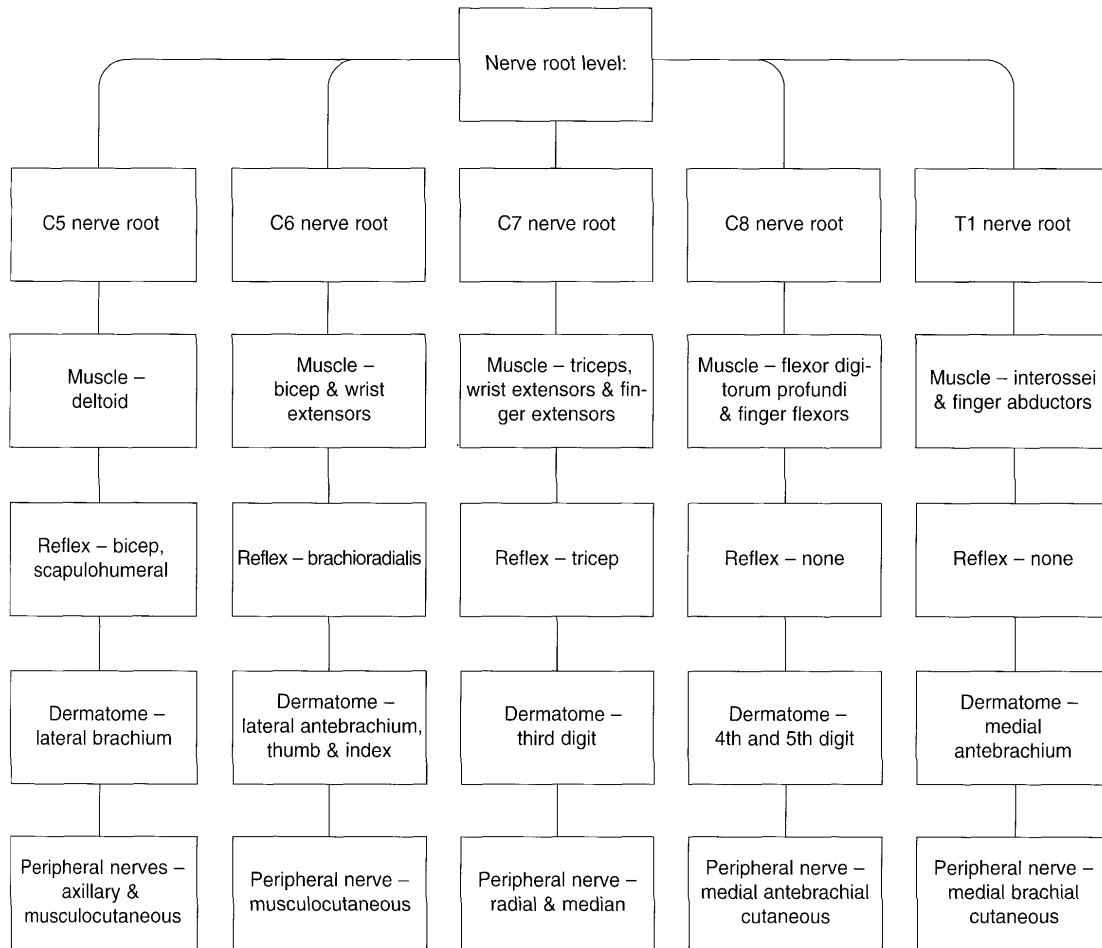 Nerve root level:
C5 nerve root
C6 nerve root
C7 nerve root
C8 nerve root
T1 nerve root
Muscle –
deltoid
Muscle –
bicep & wrist
extensors
Muscle – triceps,
wrist extensors & fin-
ger extensors
Muscle – flexor digi-
torum profundi
& finger flexors
Muscle – interossei
& finger abductors
Reflex – bicep,
scapulohumeral
Reflex – brachioradialis
Reflex – tricep
Reflex – none
Reflex – none
Dermatome –
lateral brachium
Dermatome –
lateral antebrachium,
thumb & index
Dermatome –
third digit
Dermatome –
4th and 5th digit
Dermatome –
medial
antebrachium
Peripheral nerves –
axillary &
musculocutaneous
Peripheral nerve –
musculocutaneous
Peripheral nerve –
radial & median
Peripheral nerve –
medial antebrachial
cutaneous
Peripheral nerve –
medial brachial
cutaneous